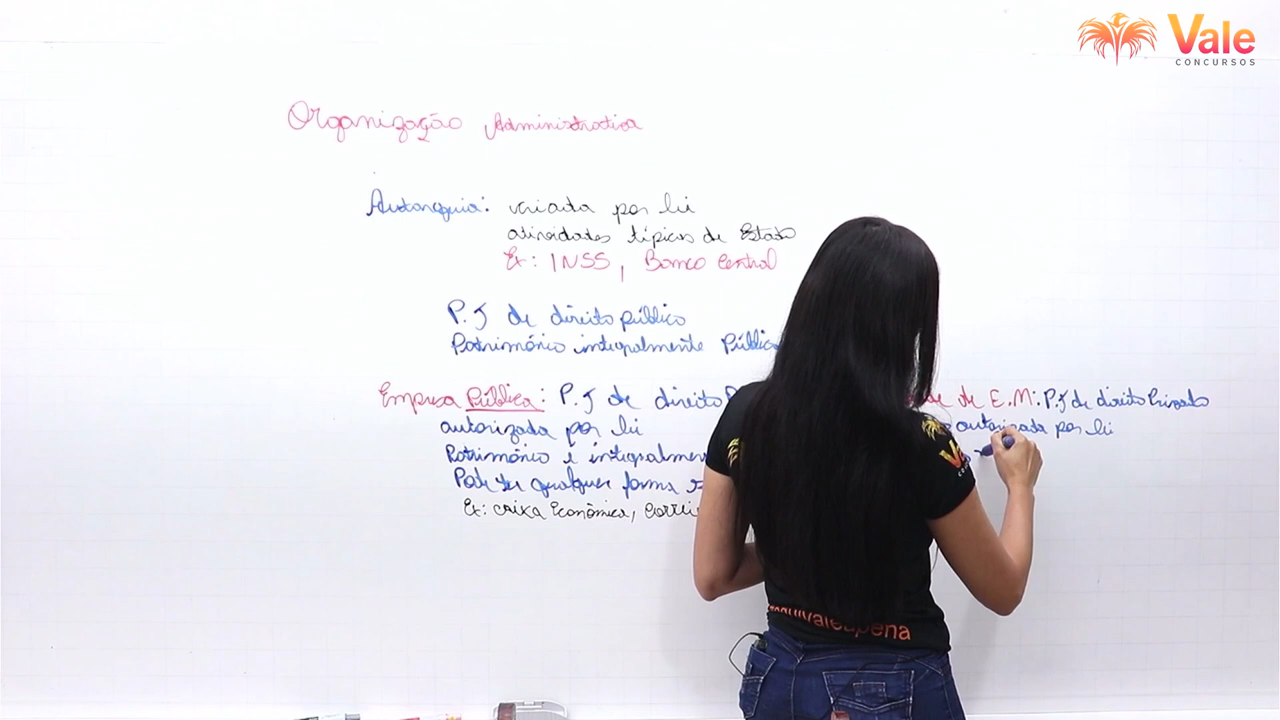 Vale
CONCURSOS
Organização Administrativa
Autarquia: criada por lei
atividades típicas de Estado
Ex: INSS, Banco Central
P.J de direito público
Patrimônio integralmente Públic
Empresa Pública: P.J de direito P
autorizada por lei
Patrimônio é integralmen
Pode ter qualquer forma
Ex: caixa Econômica, Correi
de E.M: P.J de direito Privado
autorizada por lei
valeapena